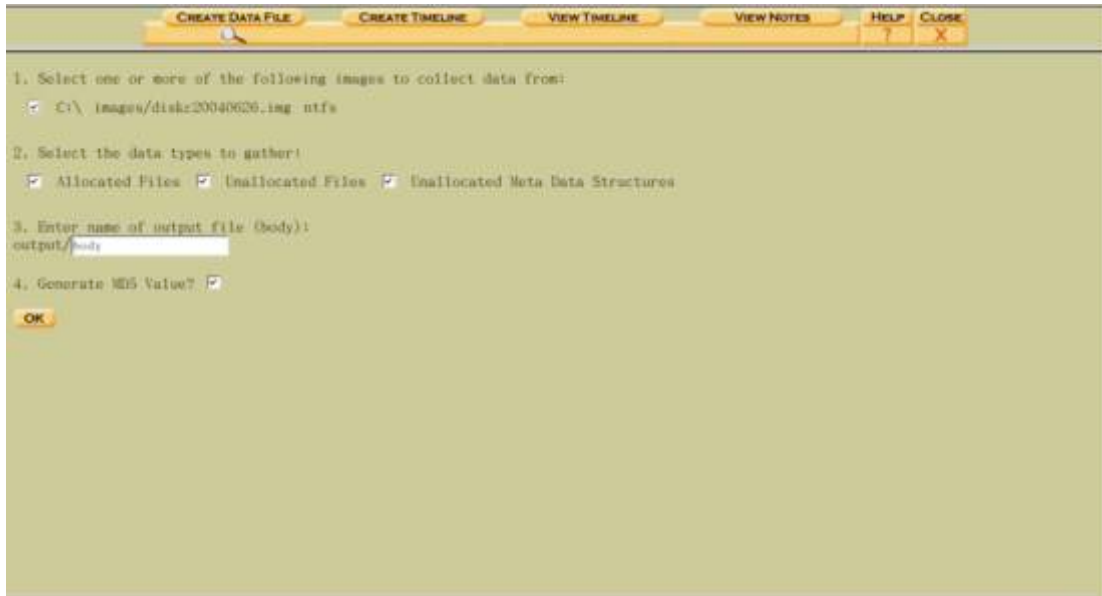 CREATE DATA FILE CREATE TIMELINE VIEW TIMELINE VIEW NOTES HELP CLOSE
? X
1. Select one or more of the following images to collect data from:
C:\ images/diskc20040626.img ntfs
2. Select the data types to gather:
Allocated Files Unallocated Files Unallocated Meta Data Structures
3. Enter name of output file (body):
output/body
4. Generate MD5 Value?
OK